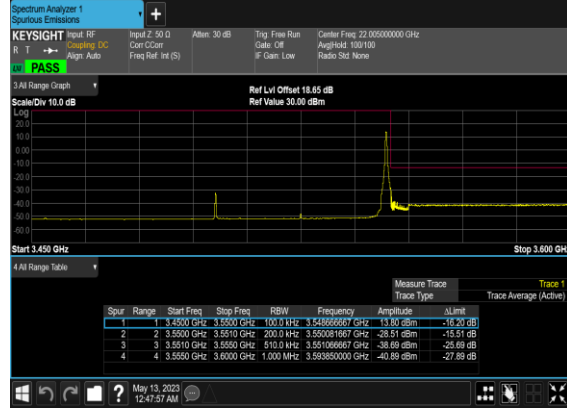 Spectrum Analyzer 1
Spurious Emissions
+
KEYSIGHT Input: RF Input Z: 50 Ω Atten: 30 dB Trig: Free Run Center Freq: 22.005000000 GHz
R T Coupling: DC Corr CCorr Gate: Off Avg|Hold: 100/100
Align: Auto Freq Ref: Int (S) IF Gain: Low Radio Std: None
LW PASS
3 All Range Graph
Ref Lvl Offset 18.65 dB
Scale/Div 10.0 dB Ref Value 30.00 dBm
Log
20.0
10.0
0.00
-10.0
-20.0
-30.0
-40.0
-50.0
-60.0
Start 3.450 GHz Stop 3.600 GHz
4 All Range Table
Measure Trace Trace 1
Trace Type Trace Average (Active)
Spur Range Start Freq Stop Freq RBW Frequency Amplitude ΔLimit
1 1 3.4500 GHz 3.5500 GHz 100.0 kHz 3.548666667 GHz 13.80 dBm -16.20 dB
2 2 3.5500 GHz 3.5510 GHz 200.0 kHz 3.550081667 GHz -28.51 dBm -15.51 dB
3 3 3.5510 GHz 3.5550 GHz 510.0 kHz 3.551066667 GHz -38.69 dBm -25.69 dB
4 4 3.5550 GHz 3.6000 GHz 1.000 MHz 3.593850000 GHz -40.89 dBm -27.89 dB
? May 13, 2023
12:47:57 AM